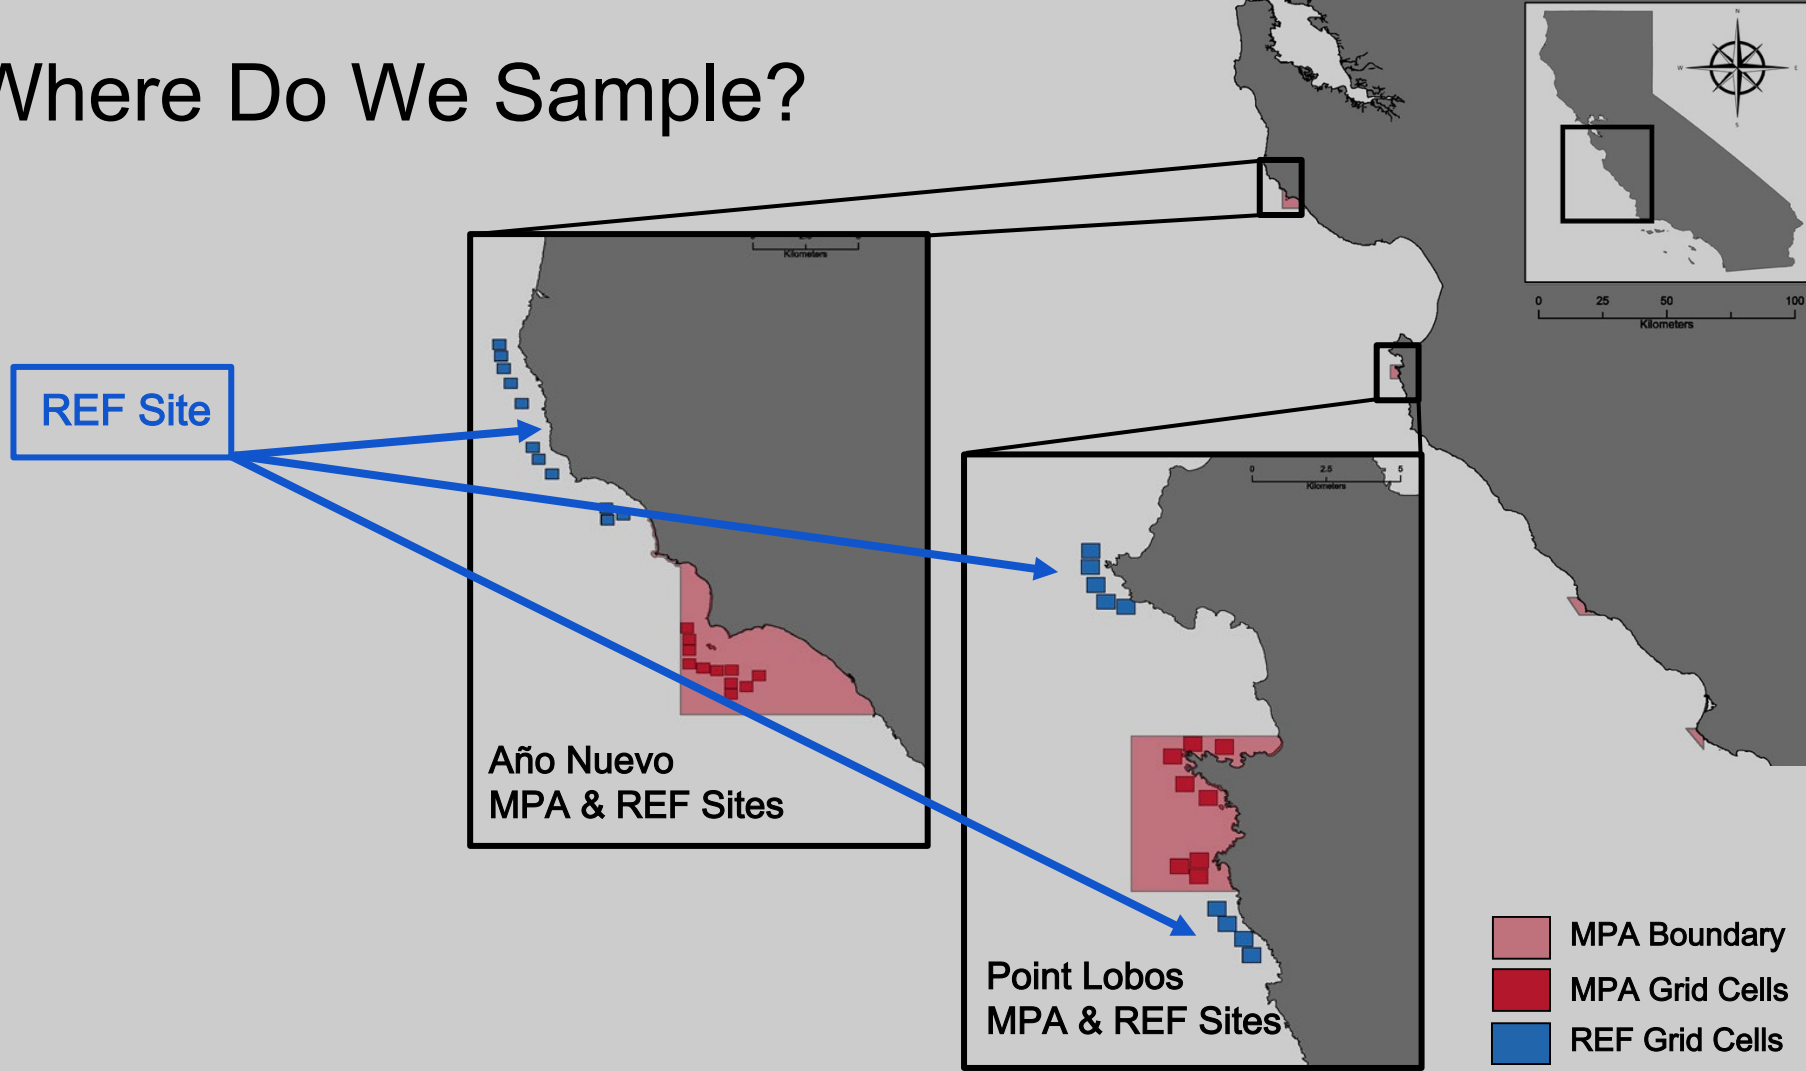 Where Do We Sample?
N
W
E
S
0 25 50 100
Kilometers
Kilometers
REF Site
0 2.5 5
Kilometers
Año Nuevo
MPA & REF Sites
Point Lobos
MPA & REF Sites
MPA Boundary
MPA Grid Cells
REF Grid Cells